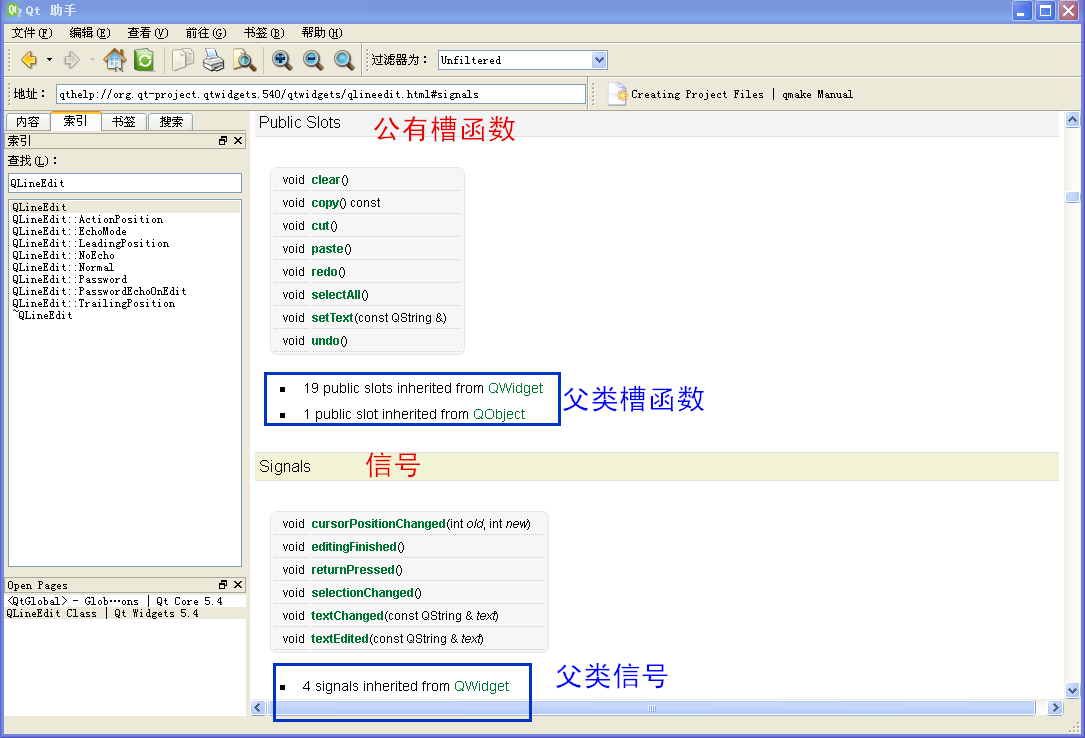 Qt 助手
文件(F) 编辑(E) 查看(V) 前往(G) 书签(B) 帮助(H)
过滤器为： Unfiltered
地址： qthelp://org.qt-project.qtwidgets.540/qtwidgets/qlineedit.html#signals
Creating Project Files | qmake Manual
内容 索引 书签 搜索
索引
查找(L)：
QLineEdit
QLineEdit
QLineEdit::ActionPosition
QLineEdit::EchoMode
QLineEdit::LeadingPosition
QLineEdit::NoEcho
QLineEdit::Normal
QLineEdit::Password
QLineEdit::PasswordEchoOnEdit
QLineEdit::TrailingPosition
~QLineEdit
Open Pages
<QtGlobal> - Glob…ons | Qt Core 5.4
QLineEdit Class | Qt Widgets 5.4
Public Slots 公有槽函数
void clear()
void copy() const
void cut()
void paste()
void redo()
void selectAll()
void setText(const QString &)
void undo()
19 public slots inherited from QWidget
1 public slot inherited from QObject
父类槽函数
Signals 信号
void cursorPositionChanged(int old, int new)
void editingFinished()
void returnPressed()
void selectionChanged()
void textChanged(const QString & text)
void textEdited(const QString & text)
4 signals inherited from QWidget
父类信号